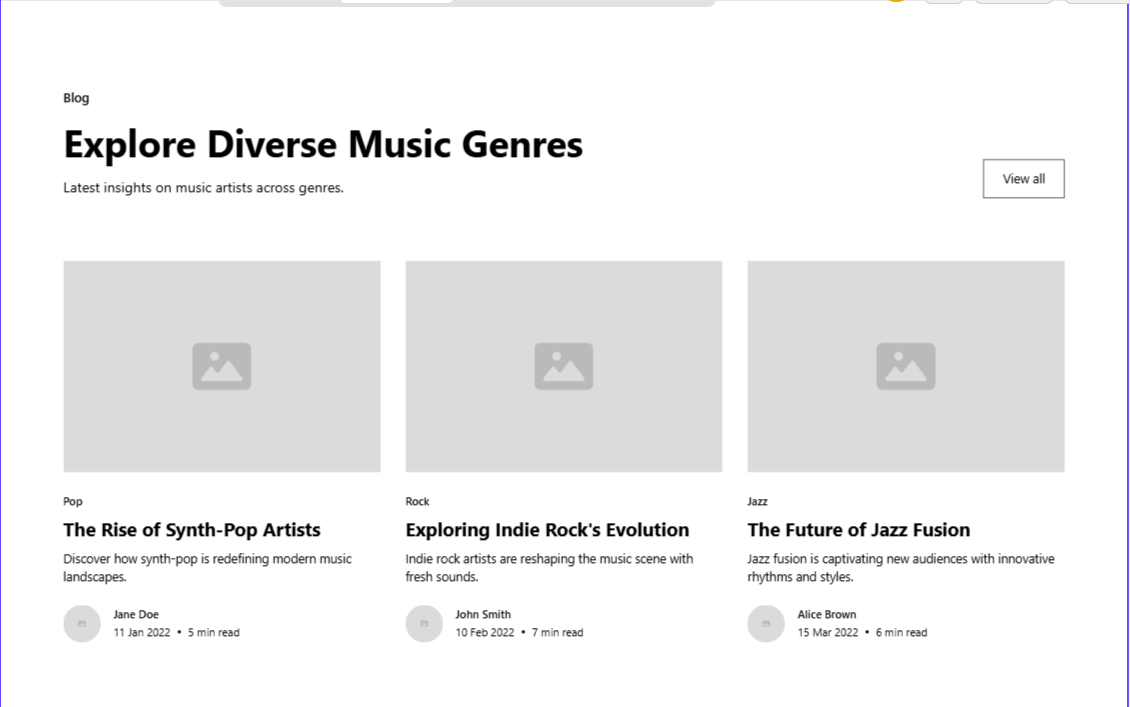 Blog
Explore Diverse Music Genres
Latest insights on music artists across genres.
View all
Pop
The Rise of Synth-Pop Artists
Discover how synth-pop is redefining modern music
landscapes.
Jane Doe
11 Jan 2022 • 5 min read
Rock
Exploring Indie Rock's Evolution
Indie rock artists are reshaping the music scene with
fresh sounds.
John Smith
10 Feb 2022 • 7 min read
Jazz
The Future of Jazz Fusion
Jazz fusion is captivating new audiences with innovative
rhythms and styles.
Alice Brown
15 Mar 2022 • 6 min read